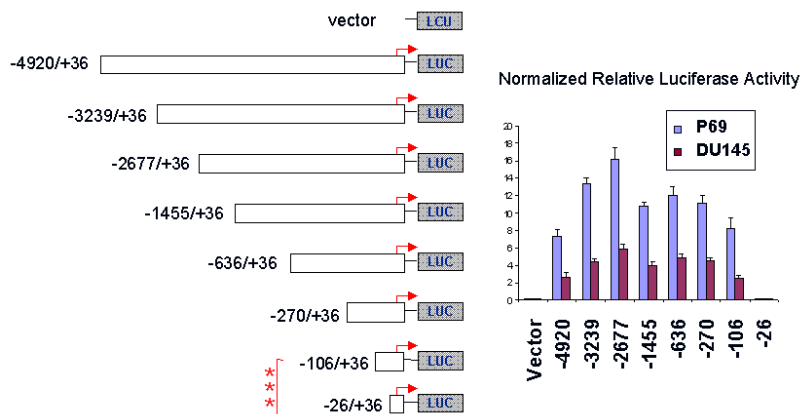 vector LCU
-4920/+36 LUC
-3239/+36 LUC
-2677/+36 LUC
-1455/+36 LUC
-636/+36 LUC
-270/+36 LUC
-106/+36 LUC
-26/+36 LUC
***
Normalized Relative Luciferase Activity
20
18
16
14
12
10
8
6
4
2
0
P69
DU145
Vector -4920 -3239 -2677 -1455 -636 -270 -106 -26